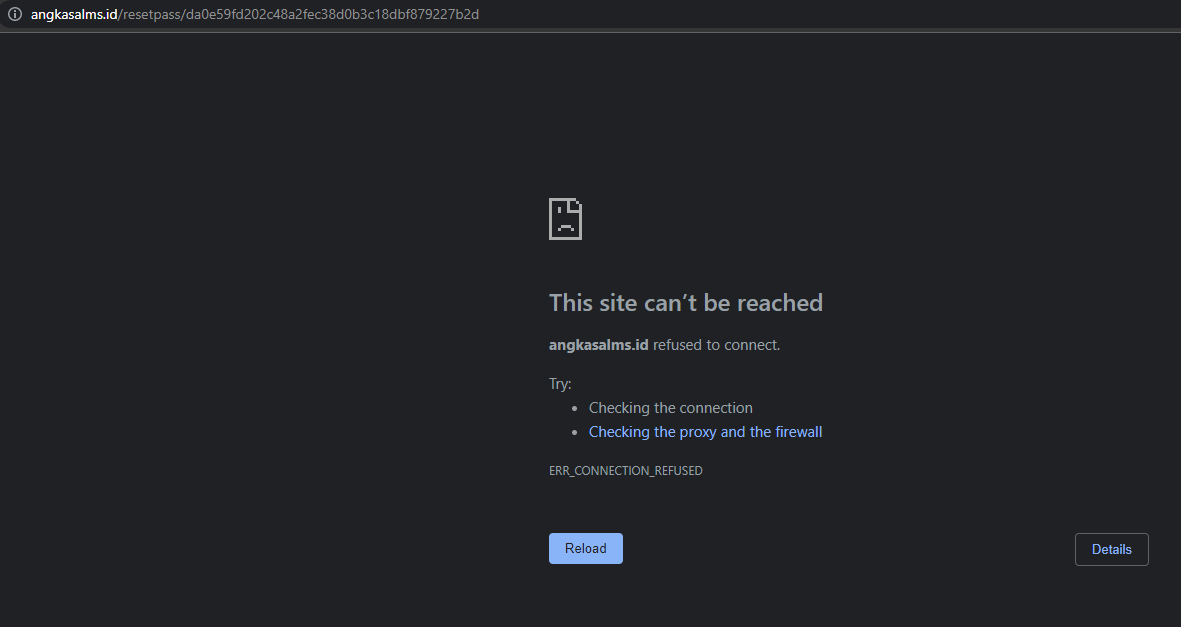 angkasalms.id/resetpass/da0e59fd202c48a2fec38d0b3c18dbf879227b2d
This site can’t be reached
angkasalms.id refused to connect.
Try:
• Checking the connection
• Checking the proxy and the firewall
ERR_CONNECTION_REFUSED
Reload
Details